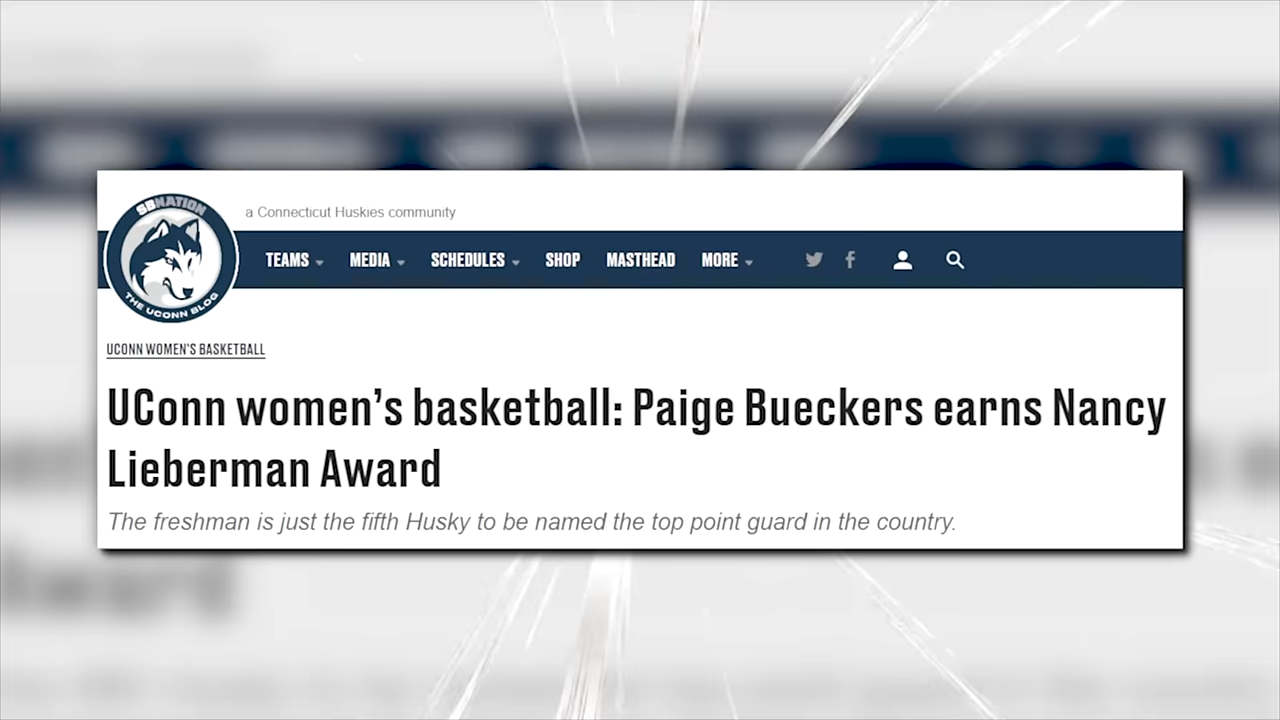 SBNATION
THE UCONN BLOG
a Connecticut Huskies community
TEAMS MEDIA SCHEDULES SHOP MASTHEAD MORE
UCONN WOMEN'S BASKETBALL
UConn women’s basketball: Paige Bueckers earns Nancy
Lieberman Award
The freshman is just the fifth Husky to be named the top point guard in the country.